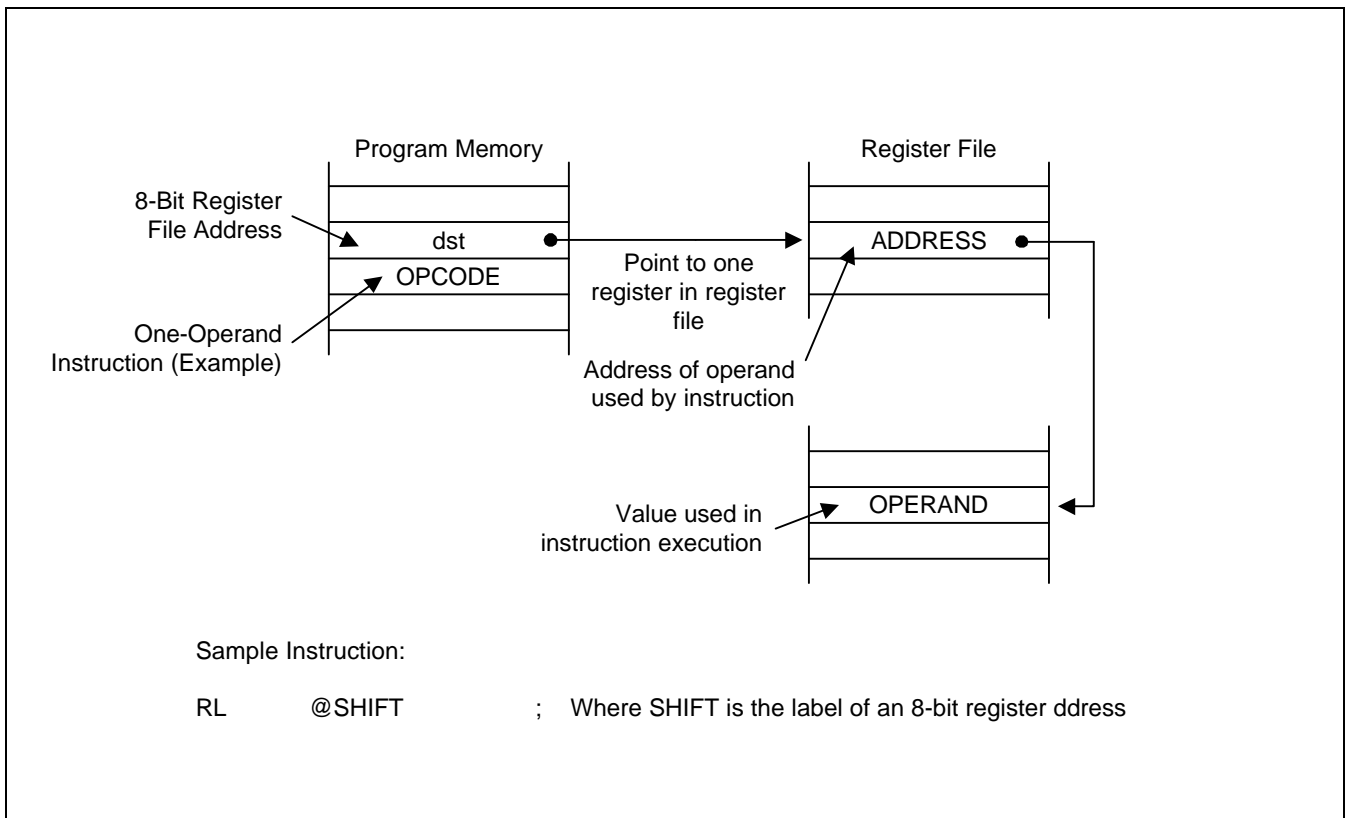 Program Memory
Register File
8-Bit Register
File Address
dst
ADDRESS
OPCODE
Point to one
register in register
file
One-Operand
Instruction (Example)
Address of operand
used by instruction
OPERAND
Value used in
instruction execution
Sample Instruction:
RL @SHIFT ; Where SHIFT is the label of an 8-bit register ddress